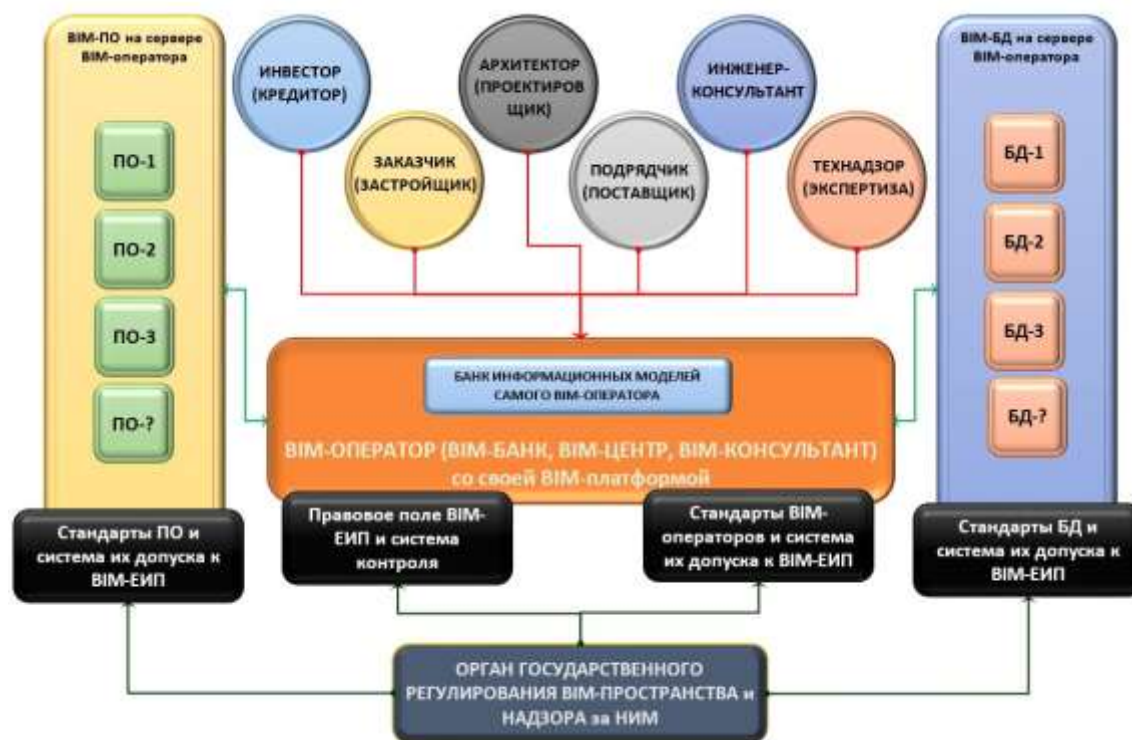 BIM-ПО на сервере
BIM-оператора
ПО-1
ПО-2
ПО-3
ПО-?
ИНВЕСТОР
(КРЕДИТОР)
ЗАКАЗЧИК
(ЗАСТРОЙЩИК)
АРХИТЕКТОР
(ПРОЕКТИРОВ
ЩИК)
ПОДРЯДЧИК
(ПОСТАВЩИК)
ИНЖЕНЕР-
КОНСУЛЬТАНТ
ТЕХНАДЗОР
(ЭКСПЕРТИЗА)
BIM-БД на сервере
BIM-оператора
БД-1
БД-2
БД-3
БД-?
БАНК ИНФОРМАЦИОННЫХ МОДЕЛЕЙ
САМОГО BIM-ОПЕРАТОРА
BIM-ОПЕРАТОР (BIM-БАНК, BIM-ЦЕНТР, BIM-КОНСУЛЬТАНТ)
со своей BIM-платформой
Стандарты ПО и
система их допуска к
BIM-ЕИП
Правовое поле BIM-
ЕИП и система
контроля
Стандарты BIM-
операторов и система
их допуска к BIM-ЕИП
Стандарты БД и
система их допуска к
BIM-ЕИП
ОРГАН ГОСУДАРСТВЕННОГО
РЕГУЛИРОВАНИЯ BIM-ПРОСТРАНСТВА и
НАДЗОРА за НИМ